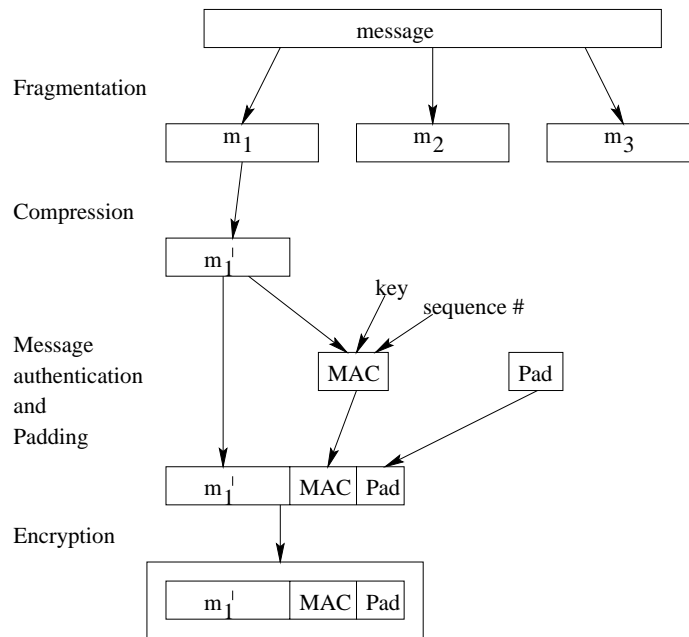 message
Fragmentation
m1 m2 m3
Compression
m1'
key
sequence #
Message
authentication
and
Padding
MAC Pad
m1' MAC Pad
Encryption
m1' MAC Pad